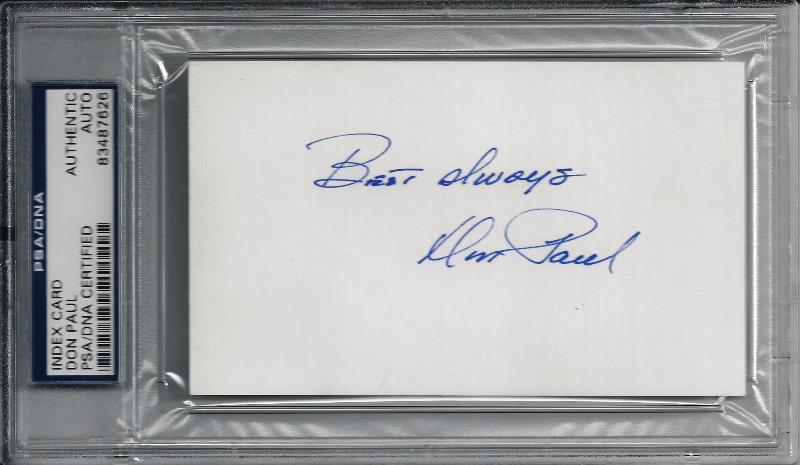 PSA/DNA
INDEX CARD
DON PAUL
PSA/DNA CERTIFIED
AUTHENTIC
AUTO
83487626
Best always
Don Paul